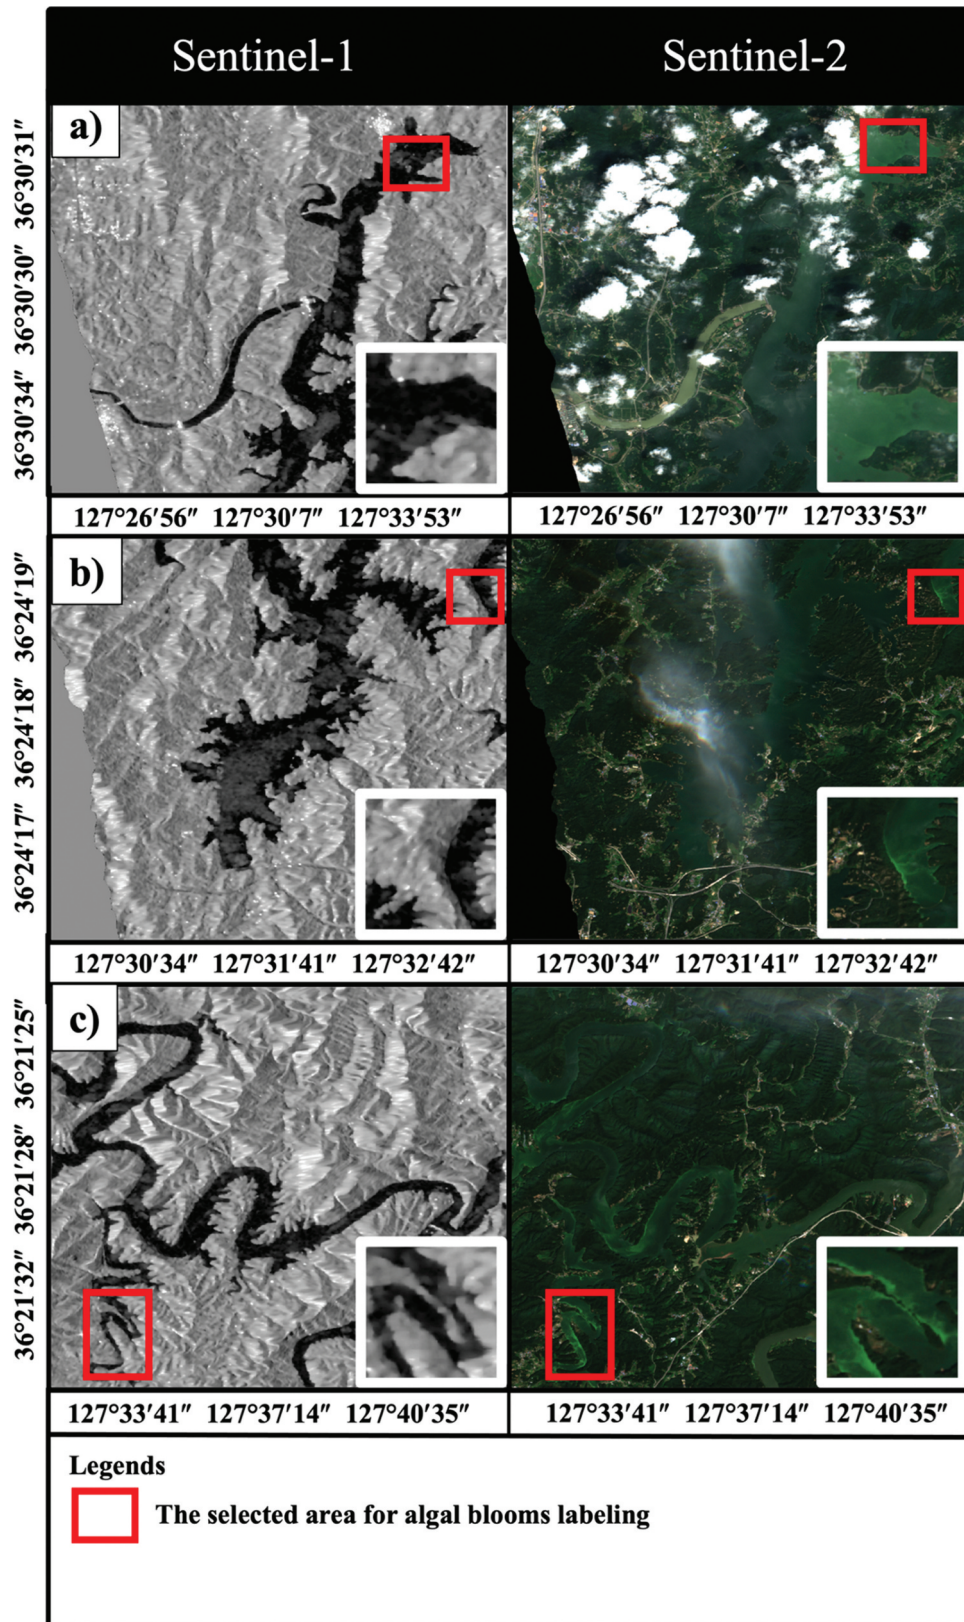 Sentinel-1 Sentinel-2
a)
36°30′31″
36°30′30″
36°30′34″
127°26′56″ 127°30′7″ 127°33′53″ 127°26′56″ 127°30′7″ 127°33′53″
b)
36°24′19″
36°24′18″
36°24′17″
127°30′34″ 127°31′41″ 127°32′42″ 127°30′34″ 127°31′41″ 127°32′42″
c)
36°21′25″
36°21′28″
36°21′32″
127°33′41″ 127°37′14″ 127°40′35″ 127°33′41″ 127°37′14″ 127°40′35″
Legends
The selected area for algal blooms labeling